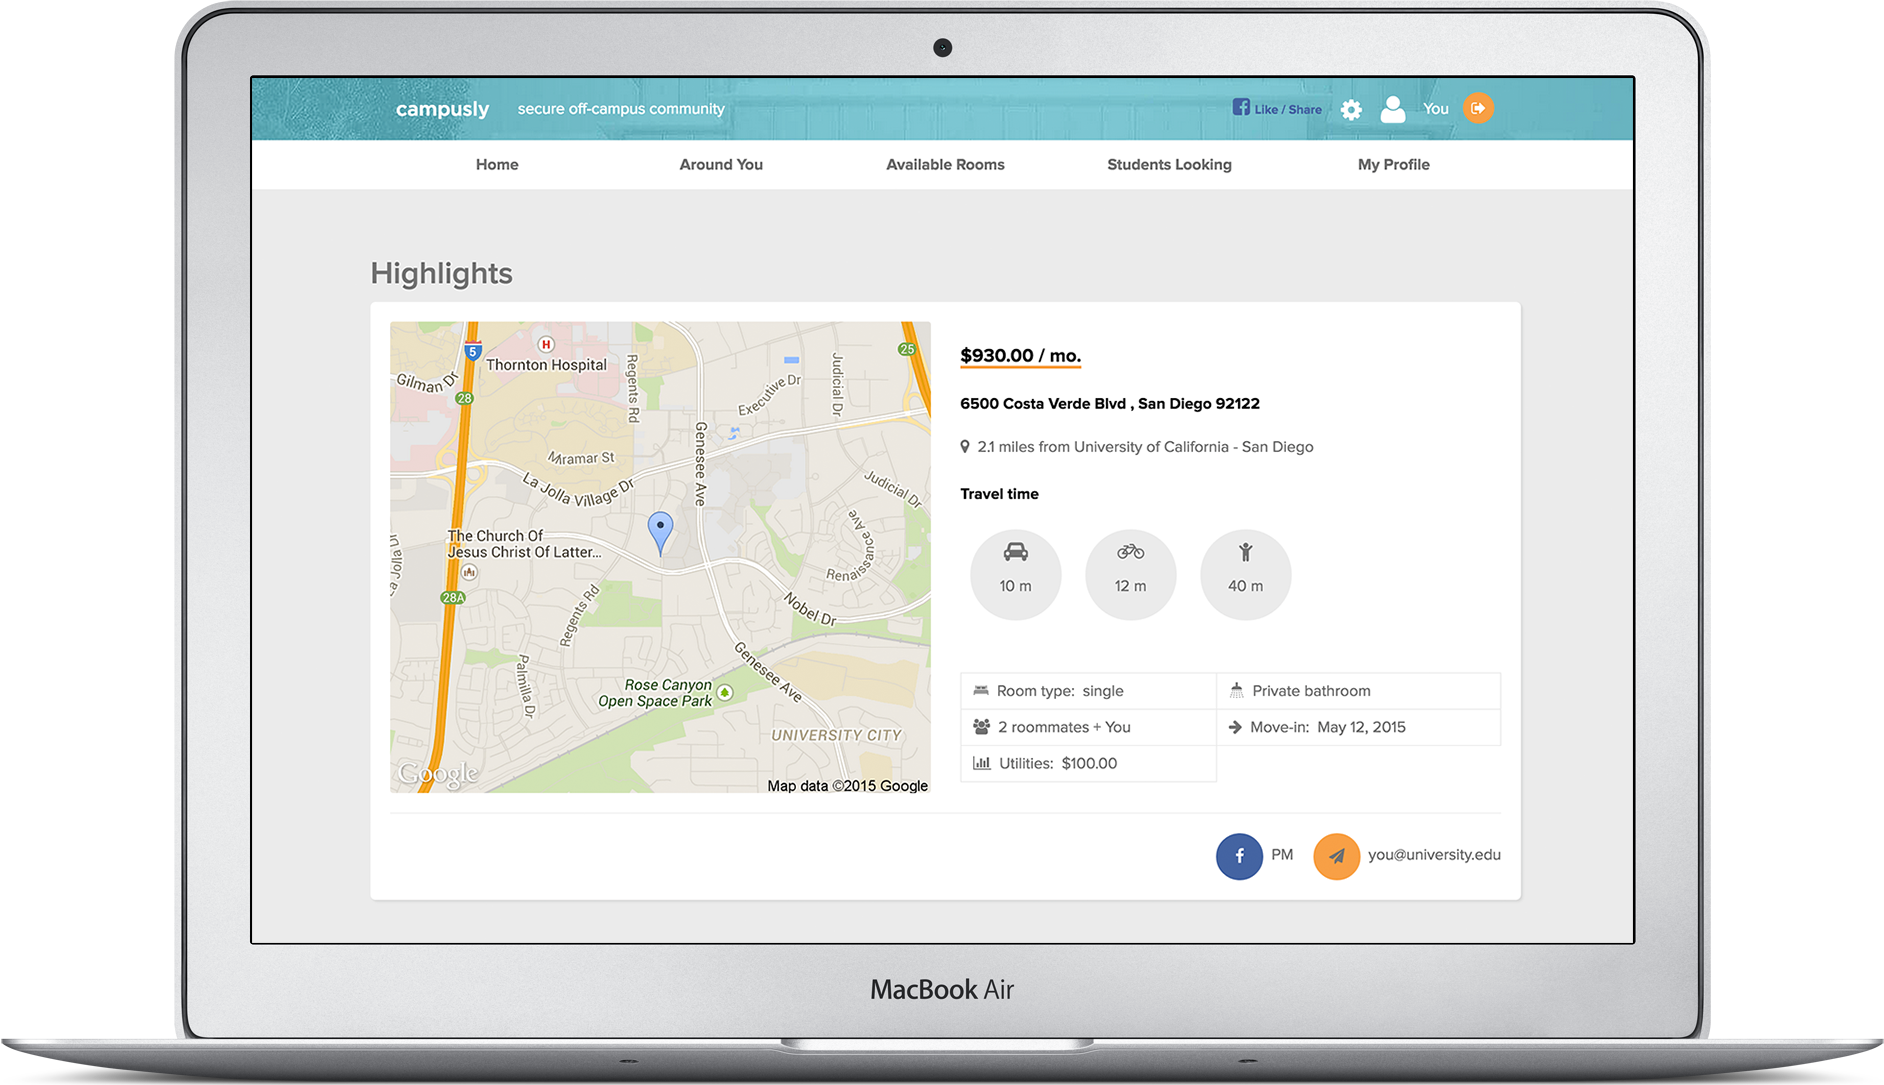 campusly
secure off-campus community
Like / Share
You
Home
Around You
Available Rooms
Students Looking
My Profile
Highlights
5
H
Thornton Hospital
Gilman Dr
28
Regents Rd
Executive Dr
Judicial Dr
25
Miramar St
La Jolla Village Dr
Genesee Ave
Judicial Dr
The Church Of
Jesus Christ Of Latter...
La Jolla
28A
Renaissance Ave
Regents Rd
Nobel Dr
Genesee Ave
Palmilla Dr
Rose Canyon
Open Space Park
UNIVERSITY CITY
Google
Map data ©2015 Google
$930.00 / mo.
6500 Costa Verde Blvd , San Diego 92122
2.1 miles from University of California - San Diego
Travel time
10 m
12 m
40 m
Room type: single
Private bathroom
2 roommates + You
Move-in: May 12, 2015
Utilities: $100.00
f
PM
you@university.edu
MacBook Air